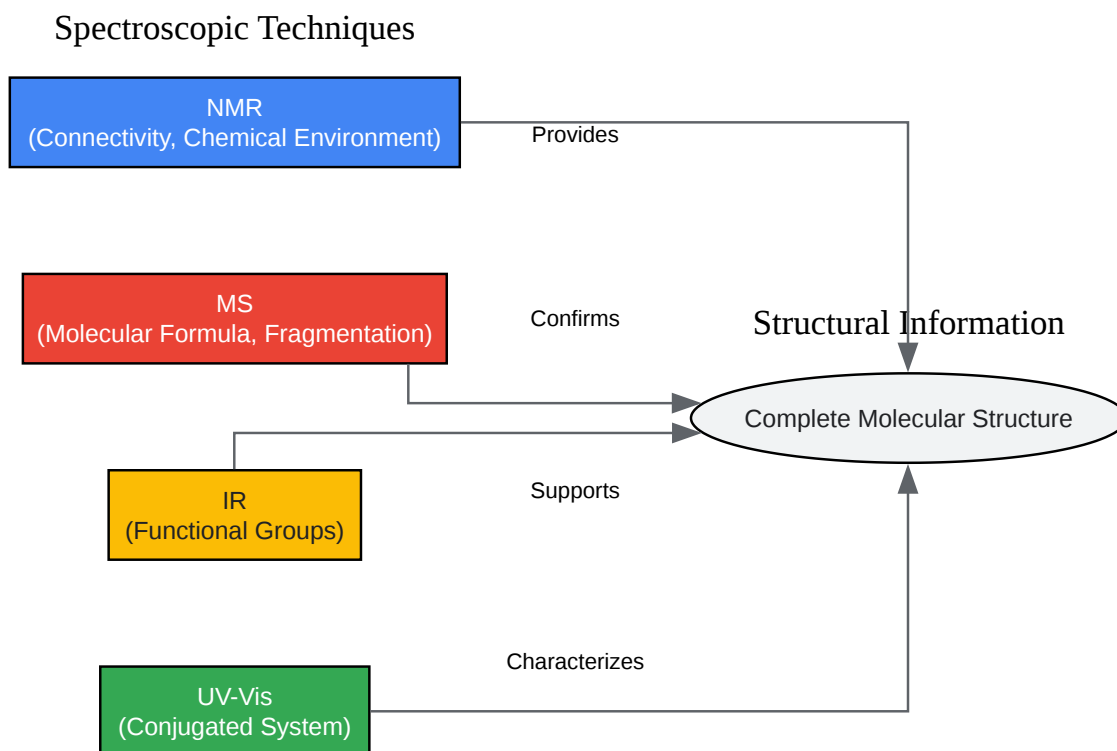 Spectroscopic Techniques
NMR
(Connectivity, Chemical Environment)
Provides
MS
(Molecular Formula, Fragmentation)
Confirms
Structural Information
Complete Molecular Structure
IR
(Functional Groups)
Supports
UV-Vis
(Conjugated System)
Characterizes